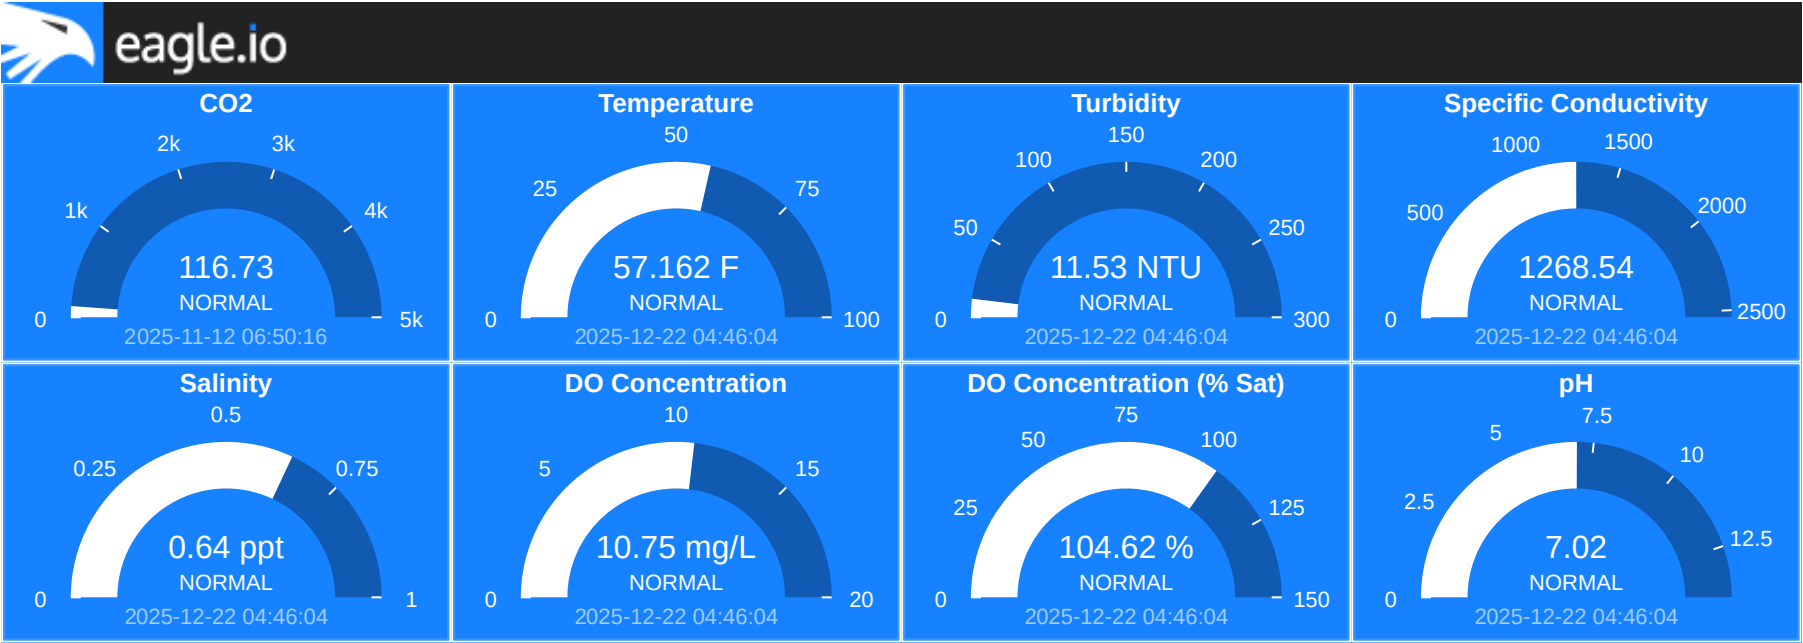 eagle.io
CO2
0
1k
2k
3k
4k
5k
116.73
NORMAL
2025-11-12 06:50:16
Temperature
0
25
50
75
100
57.162 F
NORMAL
2025-12-22 04:46:04
Turbidity
0
50
100
150
200
250
300
11.53 NTU
NORMAL
2025-12-22 04:46:04
Specific Conductivity
0
500
1000
1500
2000
2500
1268.54
NORMAL
2025-12-22 04:46:04
Salinity
0
0.25
0.5
0.75
1
0.64 ppt
NORMAL
2025-12-22 04:46:04
DO Concentration
0
5
10
15
20
10.75 mg/L
NORMAL
2025-12-22 04:46:04
DO Concentration (% Sat)
0
25
50
75
100
125
150
104.62 %
NORMAL
2025-12-22 04:46:04
pH
0
2.5
5
7.5
10
12.5
7.02
NORMAL
2025-12-22 04:46:04